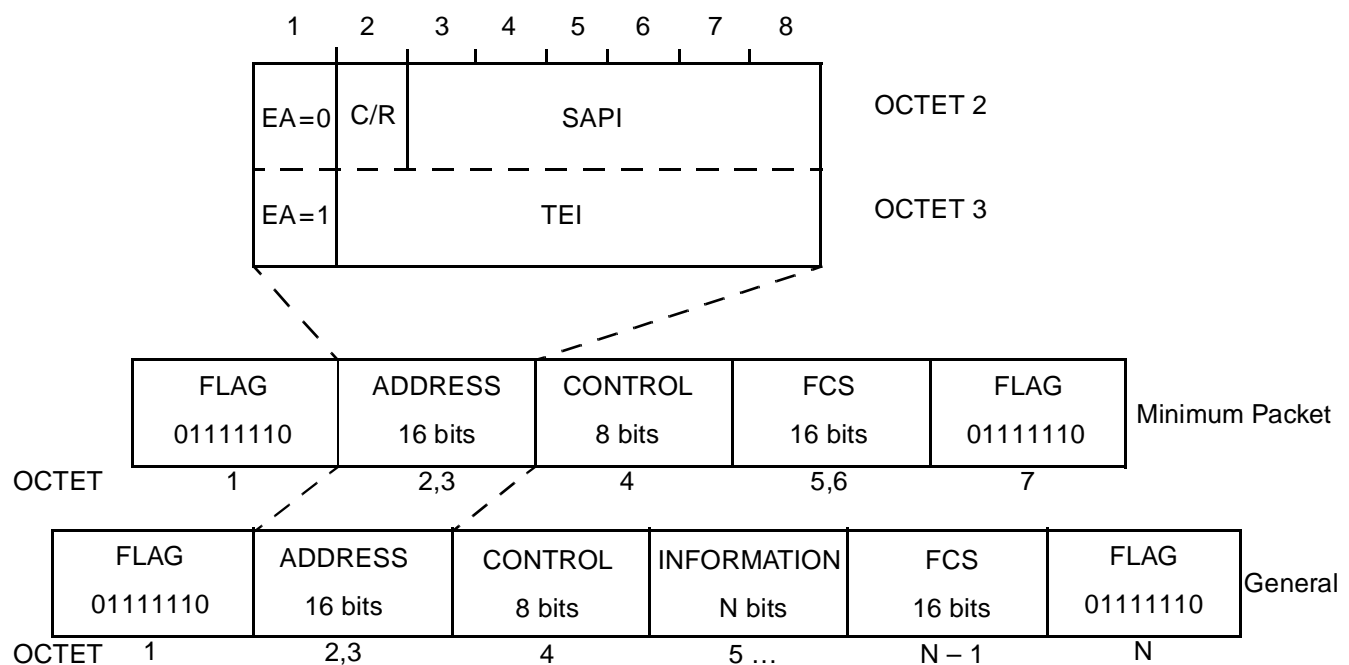 1 2 3 4 5 6 7 8
EA=0 C/R SAPI OCTET 2
EA=1 TEI OCTET 3
FLAG ADDRESS CONTROL FCS FLAG
01111110 16 bits 8 bits 16 bits 01111110
Minimum Packet
OCTET 1 2,3 4 5,6 7
FLAG ADDRESS CONTROL INFORMATION FCS FLAG
01111110 16 bits 8 bits N bits 16 bits 01111110
General
OCTET 1 2,3 4 5 ... N – 1 N